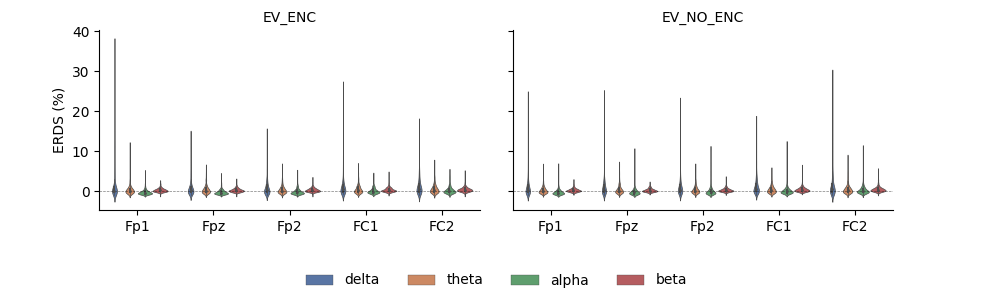 EV_ENC
EV_NO_ENC
ERDS (%)
40
30
20
10
0
Fp1 Fpz Fp2 FC1 FC2
Fp1 Fpz Fp2 FC1 FC2
delta theta alpha beta